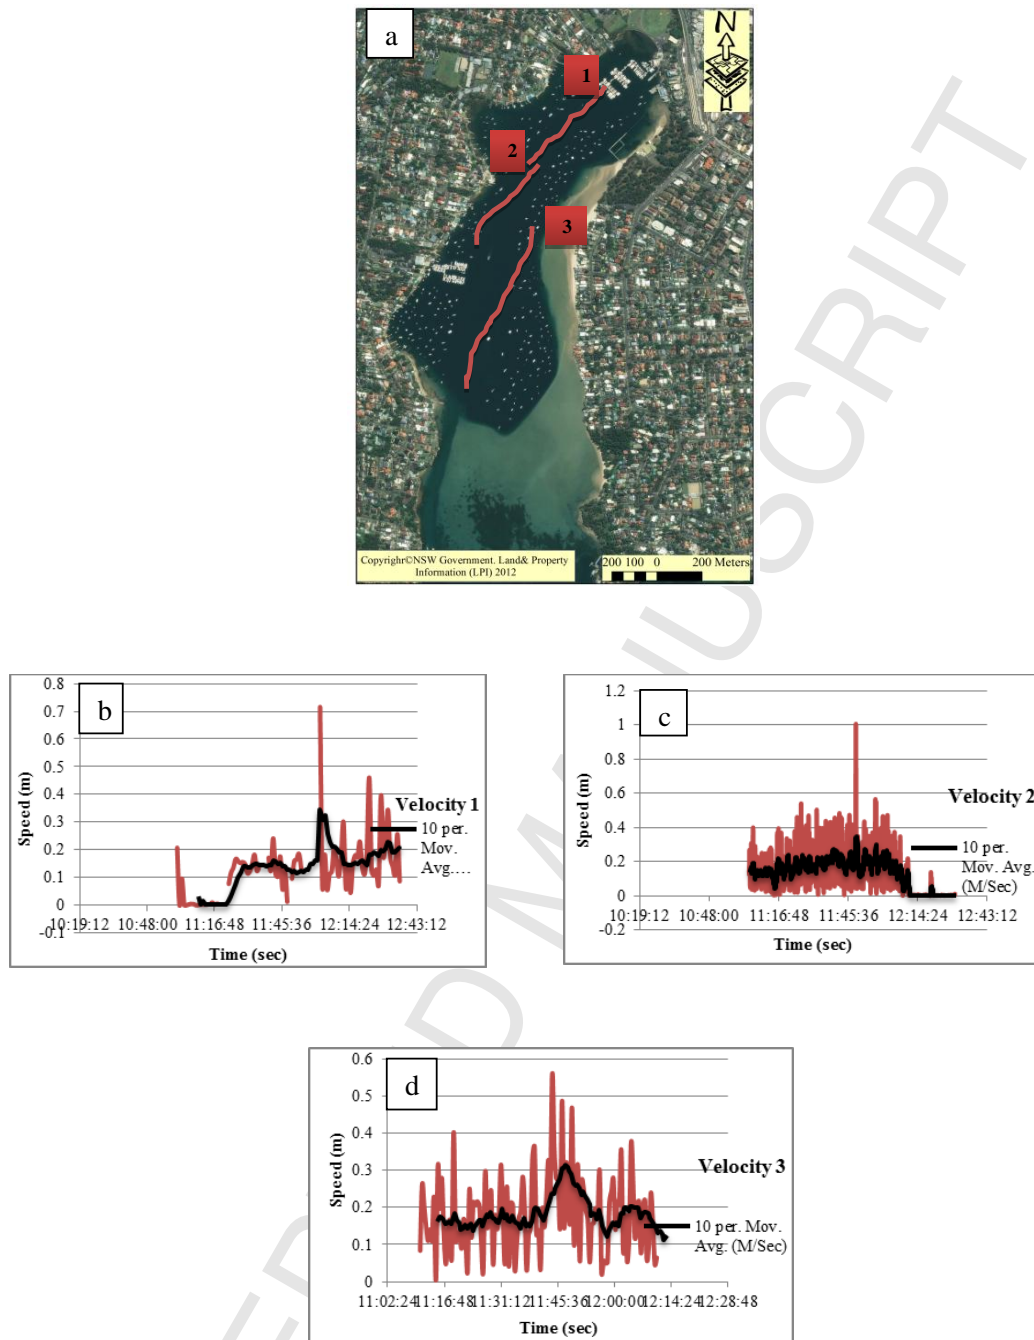 a
N
1
2
3
Copyrighr©NSW Government. Land& Property
Information (LPI) 2012
200 100 0 200 Meters
b
0.8
0.7
0.6
0.5
0.4
0.3
0.2
0.1
0
-0.1
Speed (m)
10:19:12 10:48:00 11:16:48 11:45:36 12:14:24 12:43:12
Time (sec)
Velocity 1
10 per.
Mov.
Avg....
c
1.2
1
0.8
0.6
0.4
0.2
0
-0.2
Speed (m)
10:19:12 10:48:00 11:16:48 11:45:36 12:14:24 12:43:12
Time (sec)
Velocity 2
10 per.
Mov. Avg.
(M/Sec)
d
0.6
0.5
0.4
0.3
0.2
0.1
0
Speed (m)
11:02:24 11:16:48 11:31:12 11:45:36 12:00:00 12:14:24 12:28:48
Time (sec)
Velocity 3
10 per. Mov.
Avg. (M/Sec)
ED MANUSCRIPT